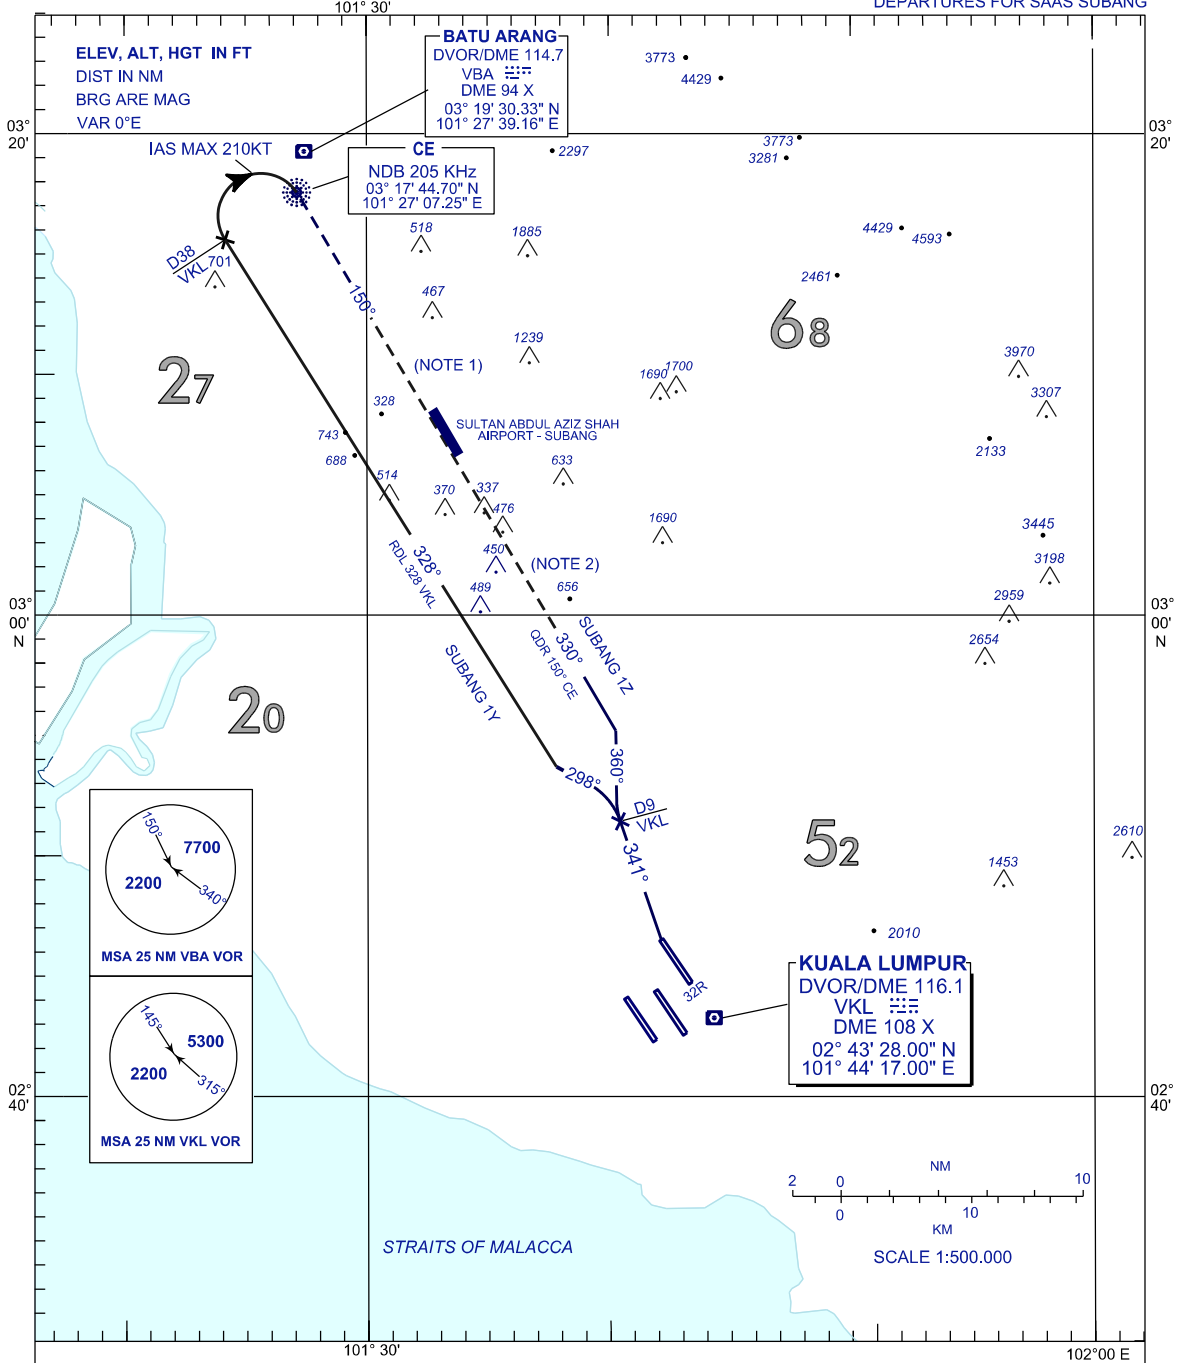 DEPARTURES FOR SAAS SUBANG
101° 30'
ELEV, ALT, HGT IN FT
DIST IN NM
BRG ARE MAG
VAR 0°E
BATU ARANG
DVOR/DME 114.7
VBA
DME 94 X
03° 19' 30.33" N
101° 27' 39.16" E
3773
4429
03°
20'
03°
20'
IAS MAX 210KT
CE
NDB 205 KHz
03° 17' 44.70" N
101° 27' 07.25" E
2297
3773
3281
D38
VKL
701
518
1885
4429
4593
2461
150°
467
68
1239
(NOTE 1)
27
1690
1700
3970
3307
328
743
688
SULTAN ABDUL AZIZ SHAH
AIRPORT - SUBANG
2133
514
370
337
633
476
1690
3445
328°
RDL 328 VKL
450
(NOTE 2)
3198
489
656
2959
03°
00'
N
03°
00'
N
SUBANG 1Y
330°
QDR 150° CE
SUBANG 1Z
2654
20
298°
360°
D9
VKL
341°
52
2610
1453
2010
150°
7700
2200
340°
MSA 25 NM VBA VOR
145°
5300
2200
315°
MSA 25 NM VKL VOR
32R
KUALA LUMPUR
DVOR/DME 116.1
VKL
DME 108 X
02° 43' 28.00" N
101° 44' 17.00" E
02°
40'
02°
40'
NM
2 0 10
0 10
KM
SCALE 1:500.000
STRAITS OF MALACCA
101° 30'
102°00 E